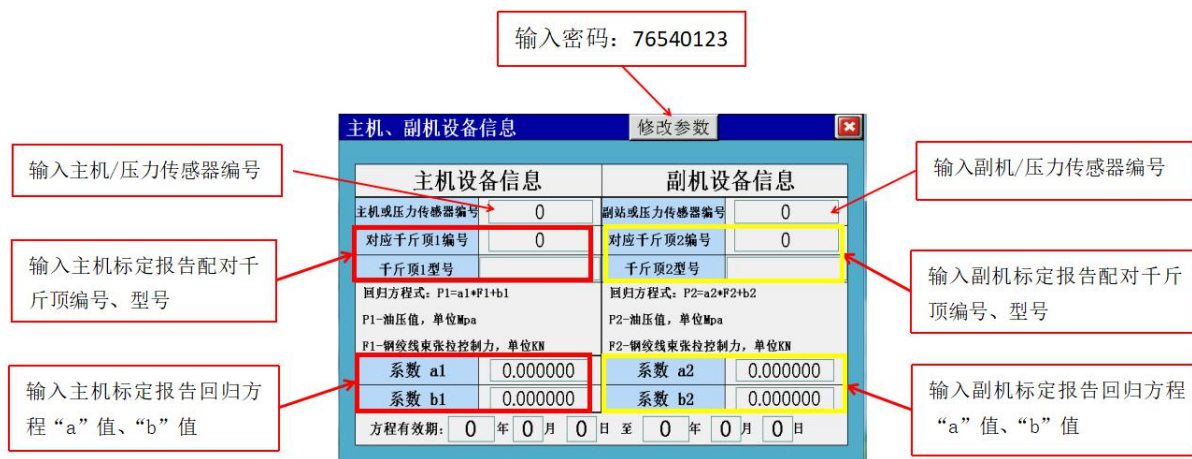 输入密码：76540123
主机、副机设备信息
修改参数
输入主机/压力传感器编号
输入副机/压力传感器编号
主机设备信息
副机设备信息
主机或压力传感器编号
0
副站或压力传感器编号
0
对应千斤顶1编号
0
对应千斤顶2编号
0
千斤顶1型号
千斤顶2型号
输入主机标定报告配对千
斤顶编号、型号
输入副机标定报告配对千斤
顶编号、型号
回归方程式：P1=a1*F1+b1
回归方程式：P2=a2*F2+b2
P1-油压值，单位Mpa
P2-油压值，单位Mpa
F1-钢绞线束张拉控制力，单位KN
F2-钢绞线束张拉控制力，单位KN
系数 a1
0.000000
系数 a2
0.000000
系数 b1
0.000000
系数 b2
0.000000
输入主机标定报告回归方
程“a”值、“b”值
输入副机标定报告回归方程
“a”值、“b”值
方程有效期： 0 年 0 月 0 日 至 0 年 0 月 0 日